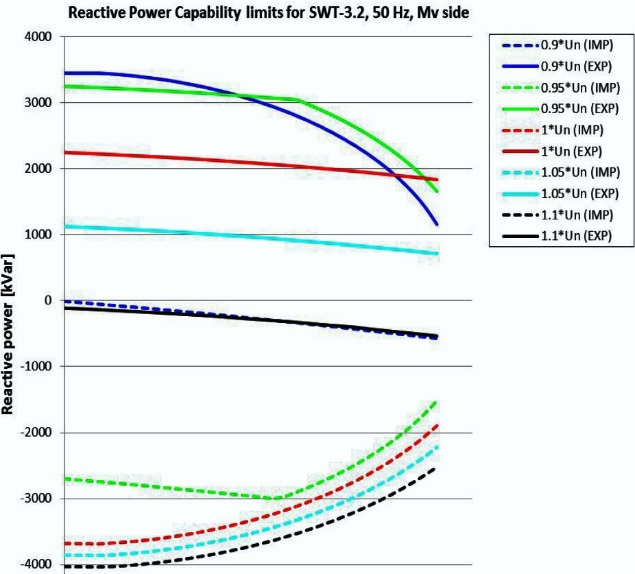 Reactive Power Capability limits for SWT-3.2, 50 Hz, Mv side
4000
3000
2000
1000
0
-1000
-2000
-3000
-4000
Reactive power [kVar]
0.9*Un (IMP)
0.9*Un (EXP)
0.95*Un (IMP)
0.95*Un (EXP)
1*Un (IMP)
1*Un (EXP)
1.05*Un (IMP)
1.05*Un (EXP)
1.1*Un (IMP)
1.1*Un (EXP)